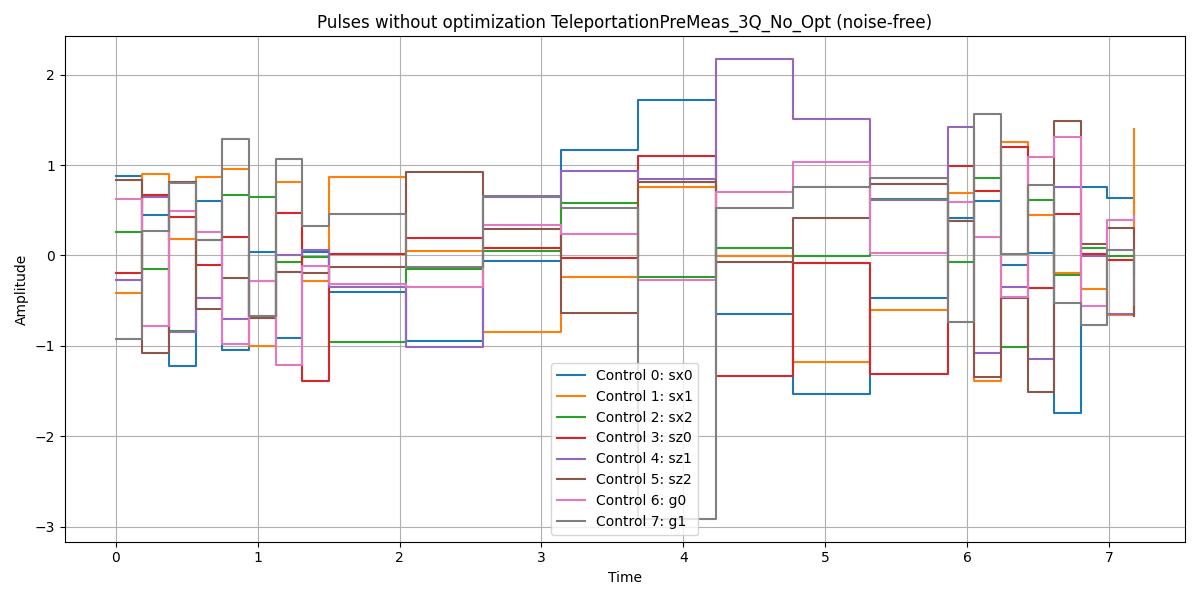 Pulses without optimization TeleportationPreMeas_3Q_No_Opt (noise-free)
Amplitude
2
1
0
−1
−2
−3
Control 0: sx0
Control 1: sx1
Control 2: sx2
Control 3: sz0
Control 4: sz1
Control 5: sz2
Control 6: g0
Control 7: g1
0 1 2 3 4 5 6 7
Time